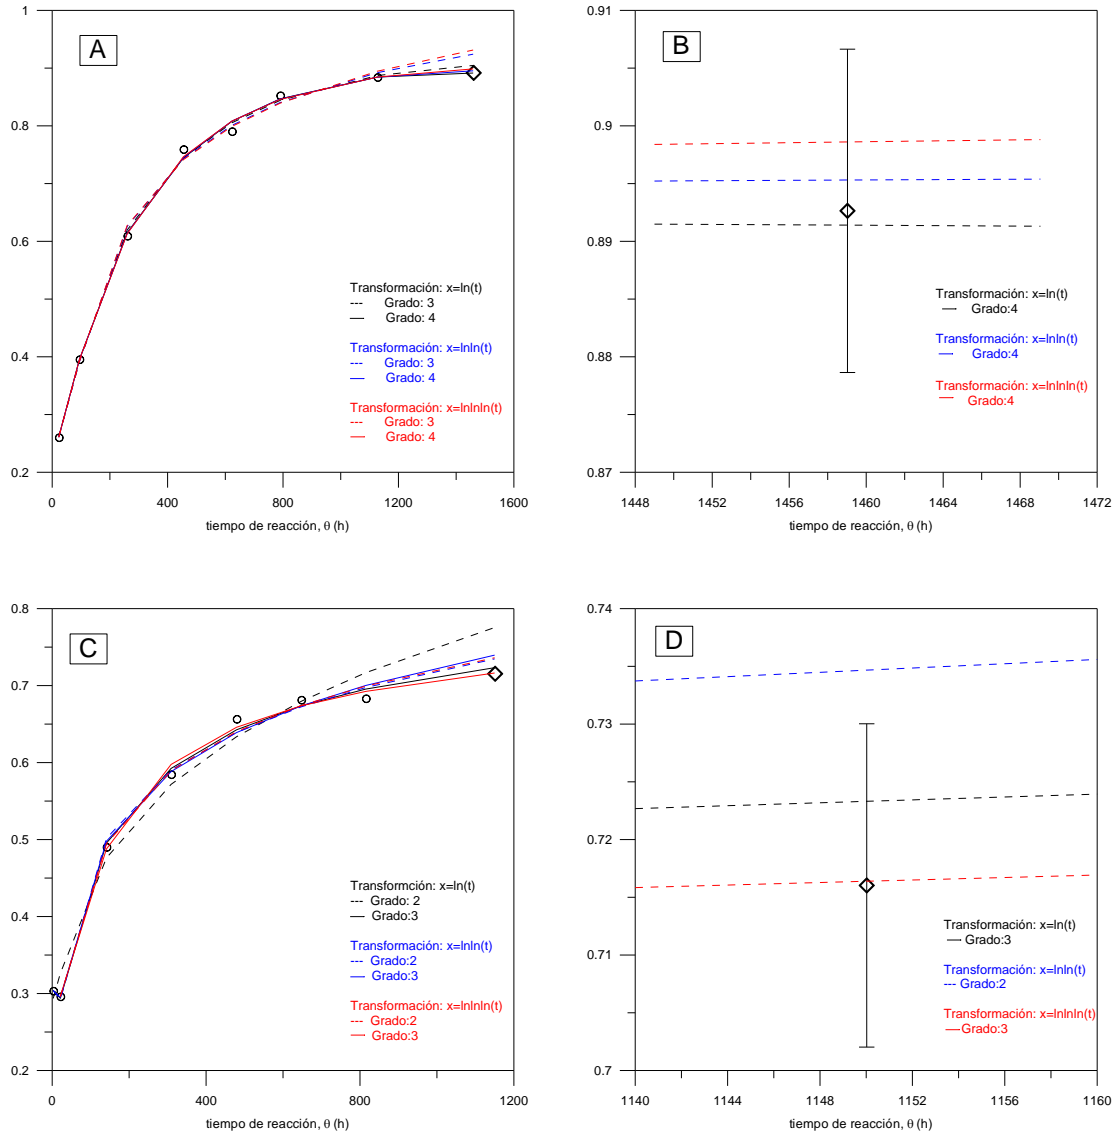 A
1
0.8
0.6
0.4
0.2
Transformación: x=ln(t)
--- Grado: 3
— Grado: 4
Transformación: x=lnln(t)
--- Grado: 3
— Grado: 4
Transformación: x=lnlnln(t)
--- Grado: 3
— Grado: 4
0 400 800 1200 1600
tiempo de reacción, θ (h)
B
0.91
0.9
0.89
0.88
0.87
Transformación: x=ln(t)
— Grado:4
Transformación: x=lnln(t)
— Grado:4
Transformación: x=lnlnln(t)
— Grado:4
1448 1452 1456 1460 1464 1468 1472
tiempo de reacción, θ (h)
C
0.8
0.7
0.6
0.5
0.4
0.3
0.2
Transformción: x=ln(t)
--- Grado: 2
— Grado:3
Transformación: x=lnln(t)
--- Grado:2
— Grado:3
Transformación: x=lnlnln(t)
--- Grado:2
— Grado:3
0 400 800 1200
tiempo de reacción, θ (h)
D
0.74
0.73
0.72
0.71
0.7
Transformación: x=ln(t)
— Grado:3
Transformación: x=lnln(t)
--- Grado:2
Transformación: x=lnlnln(t)
— Grado:3
1140 1144 1148 1152 1156 1160
tiempo de reacción, θ (h)